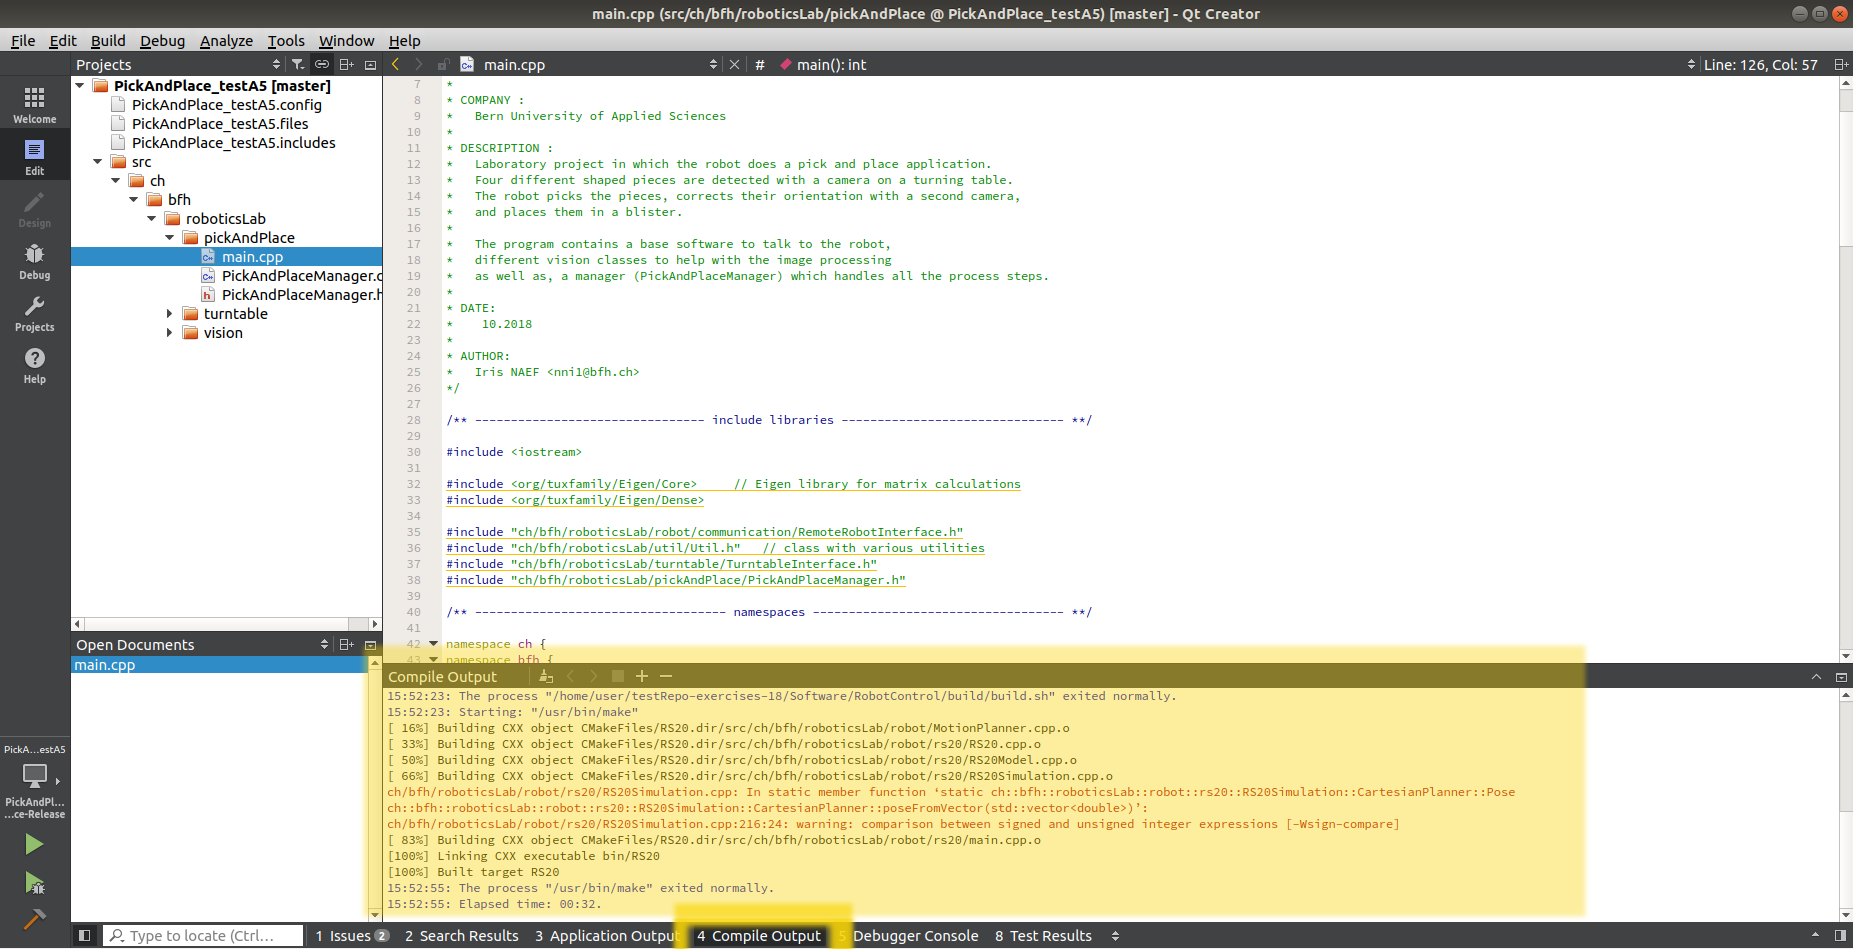 main.cpp (src/ch/bfh/roboticsLab/pickAndPlace @ PickAndPlace_testA5) [master] - Qt Creator
File Edit Build Debug Analyze Tools Window Help
Projects
main.cpp
# main(): int
Line: 126, Col: 57
Welcome
Edit
Design
Debug
Projects
Help
PickA...estA5
PickAndPl...
...ce-Release
PickAndPlace_testA5 [master]
PickAndPlace_testA5.config
PickAndPlace_testA5.files
PickAndPlace_testA5.includes
src
ch
bfh
roboticsLab
pickAndPlace
main.cpp
PickAndPlaceManager.c
PickAndPlaceManager.h
turntable
vision
Open Documents
main.cpp
7 *
8 * COMPANY :
9 * Bern University of Applied Sciences
10 *
11 * DESCRIPTION :
12 * Laboratory project in which the robot does a pick and place application.
13 * Four different shaped pieces are detected with a camera on a turning table.
14 * The robot picks the pieces, corrects their orientation with a second camera,
15 * and places them in a blister.
16 *
17 * The program contains a base software to talk to the robot,
18 * different vision classes to help with the image processing
19 * as well as, a manager (PickAndPlaceManager) which handles all the process steps.
20 *
21 * DATE:
22 * 10.2018
23 *
24 * AUTHOR:
25 * Iris NAEF <nni1@bfh.ch>
26 */
27
28 /** -------------------------------- include libraries ------------------------------- **/
29
30 #include <iostream>
31
32 #include <org/tuxfamily/Eigen/Core> // Eigen library for matrix calculations
33 #include <org/tuxfamily/Eigen/Dense>
34
35 #include "ch/bfh/roboticsLab/robot/communication/RemoteRobotInterface.h"
36 #include "ch/bfh/roboticsLab/util/Util.h" // class with various utilities
37 #include "ch/bfh/roboticsLab/turntable/TurntableInterface.h"
38 #include "ch/bfh/roboticsLab/pickAndPlace/PickAndPlaceManager.h"
39
40 /** ----------------------------------- namespaces ----------------------------------- **/
41
42 namespace ch {
43 namespace bfh {
Compile Output
15:52:23: The process "/home/user/testRepo-exercises-18/Software/RobotControl/build/build.sh" exited normally.
15:52:23: Starting: "/usr/bin/make"
[ 16%] Building CXX object CMakeFiles/RS20.dir/src/ch/bfh/roboticsLab/robot/MotionPlanner.cpp.o
[ 33%] Building CXX object CMakeFiles/RS20.dir/src/ch/bfh/roboticsLab/robot/rs20/RS20.cpp.o
[ 50%] Building CXX object CMakeFiles/RS20.dir/src/ch/bfh/roboticsLab/robot/rs20/RS20Model.cpp.o
[ 66%] Building CXX object CMakeFiles/RS20.dir/src/ch/bfh/roboticsLab/robot/rs20/RS20Simulation.cpp.o
ch/bfh/roboticsLab/robot/rs20/RS20Simulation.cpp: In static member function ‘static ch::bfh::roboticsLab::robot::rs20::RS20Simulation::CartesianPlanner::Pose
ch::bfh::roboticsLab::robot::rs20::RS20Simulation::CartesianPlanner::poseFromVector(std::vector<double>)’:
ch/bfh/roboticsLab/robot/rs20/RS20Simulation.cpp:216:24: warning: comparison between signed and unsigned integer expressions [-Wsign-compare]
[ 83%] Building CXX object CMakeFiles/RS20.dir/src/ch/bfh/roboticsLab/robot/rs20/main.cpp.o
[100%] Linking CXX executable bin/RS20
[100%] Built target RS20
15:52:55: The process "/usr/bin/make" exited normally.
15:52:55: Elapsed time: 00:32.
Type to locate (Ctrl... 1 Issues 2 2 Search Results 3 Application Output 4 Compile Output 5 Debugger Console 8 Test Results